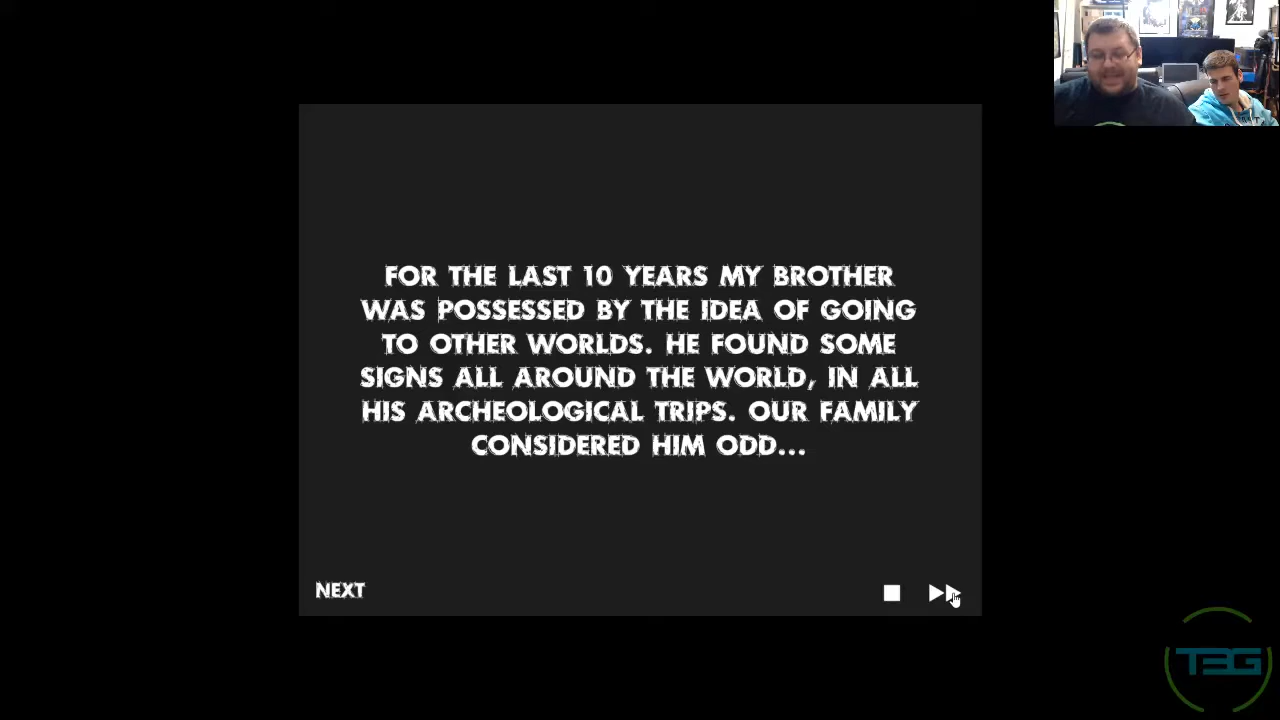 FOR THE LAST 10 YEARS MY BROTHER
WAS POSSESSED BY THE IDEA OF GOING
TO OTHER WORLDS. HE FOUND SOME
SIGNS ALL AROUND THE WORLD, IN ALL
HIS ARCHEOLOGICAL TRIPS. OUR FAMILY
CONSIDERED HIM ODD...
NEXT
TBG